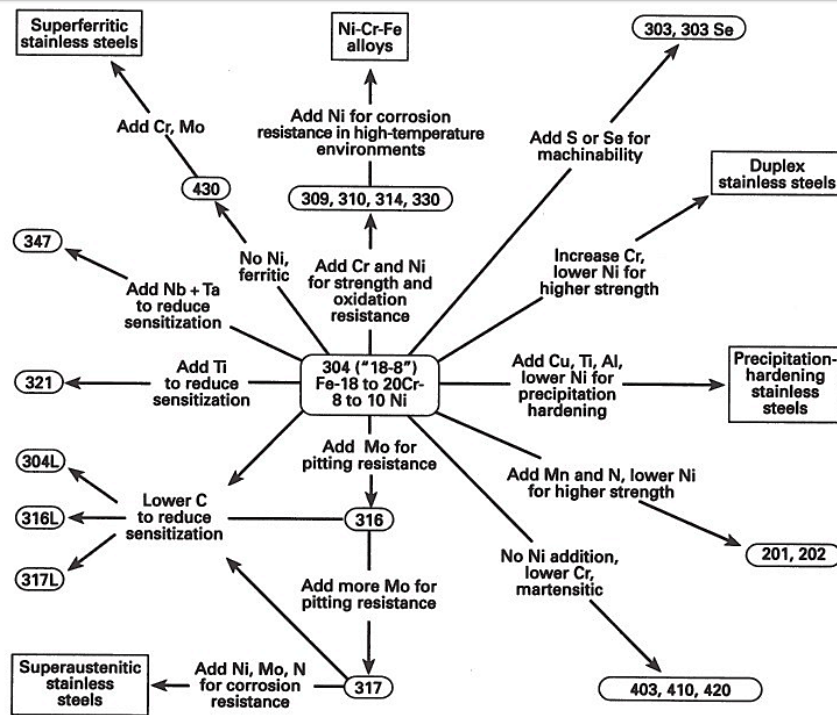 Superferritic
stainless steels
Ni-Cr-Fe
alloys
303, 303 Se
Add Cr, Mo
Add Ni for corrosion
resistance in high-temperature
environments
Add S or Se for
machinability
Duplex
stainless steels
430
309, 310, 314, 330
347
No Ni,
ferritic
Add Cr and Ni
for strength and
oxidation
resistance
Increase Cr,
lower Ni for
higher strength
Add Nb + Ta
to reduce
sensitization
321
Add Ti
to reduce
sensitization
304 ("18-8")
Fe-18 to 20Cr-
8 to 10 Ni
Add Cu, Ti, Al,
lower Ni for
precipitation
hardening
Precipitation-
hardening
stainless
steels
Add Mo for
pitting resistance
304L
316L
317L
Lower C
to reduce
sensitization
316
Add Mn and N, lower Ni
for higher strength
201, 202
No Ni addition,
lower Cr,
martensitic
Add more Mo for
pitting resistance
Superaustenitic
stainless
steels
Add Ni, Mo, N
for corrosion
resistance
317
403, 410, 420